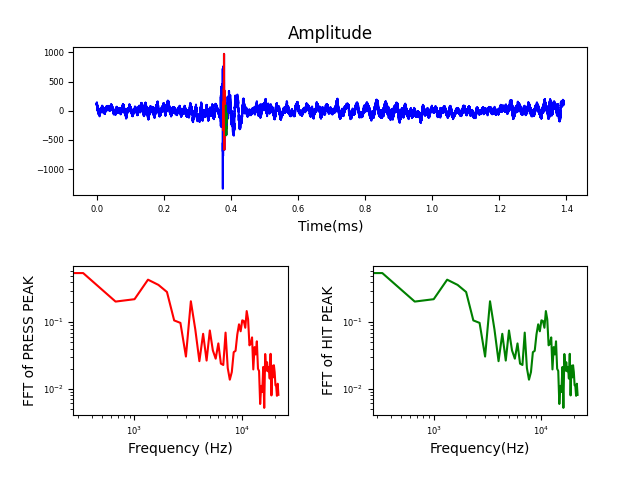 Amplitude
1000
500
0
−500
−1000
0.0 0.2 0.4 0.6 0.8 1.0 1.2 1.4
Time(ms)
FFT of PRESS PEAK
10⁻¹
10⁻²
10³ 10⁴
Frequency (Hz)
FFT of HIT PEAK
10⁻¹
10⁻²
10³ 10⁴
Frequency(Hz)